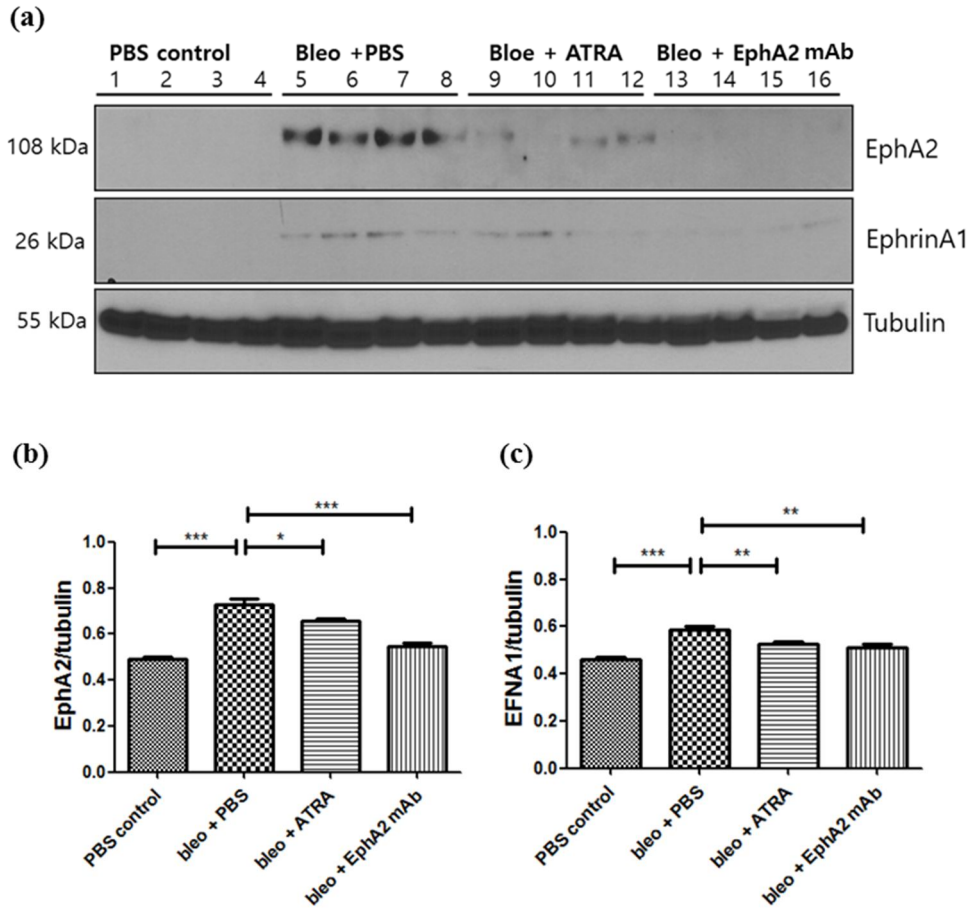 (a)
PBS control Bleo +PBS Bloe + ATRA Bleo + EphA2 mAb
1 2 3 4 5 6 7 8 9 10 11 12 13 14 15 16
108 kDa EphA2
26 kDa EphrinA1
55 kDa Tubulin
(b)
EphA2/tubulin
1.0
0.8
0.6
0.4
0.2
0.0
***
*** *
PBS control
bleo + PBS
bleo + ATRA
bleo + EphA2 mAb
(c)
EFNA1/tubulin
1.0
0.8
0.6
0.4
0.2
0.0
**
*** **
PBS control
bleo + PBS
bleo + ATRA
bleo + EphA2 mAb